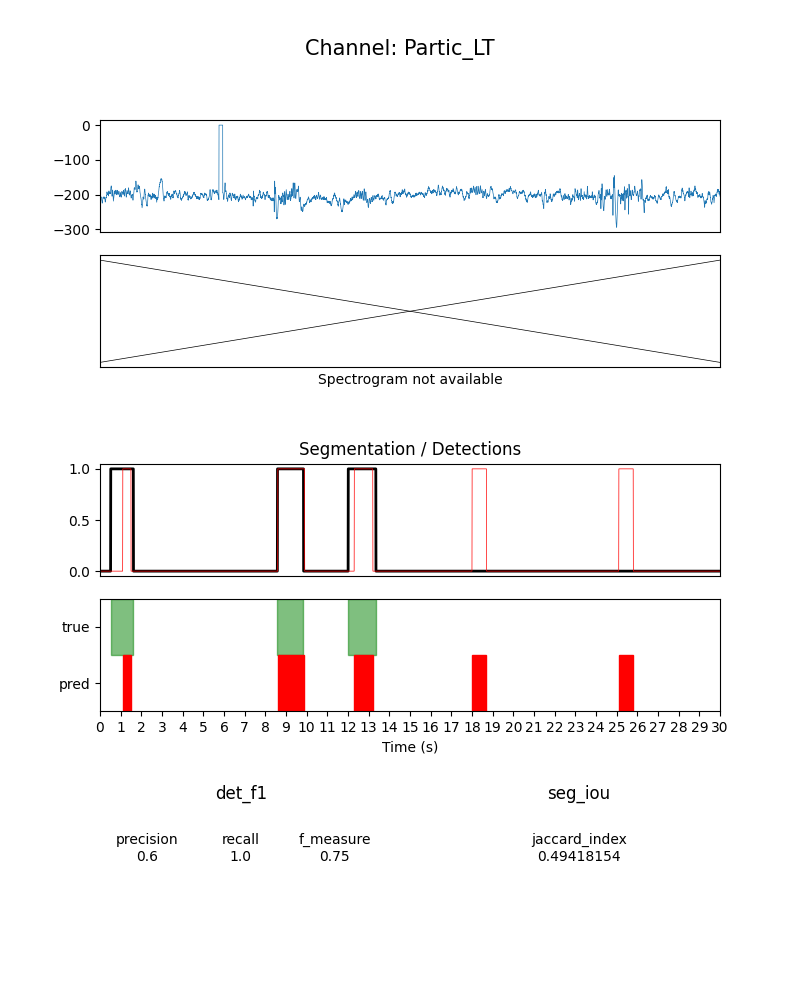 Channel: Partic_LT
0
−100
−200
−300
Spectrogram not available
Segmentation / Detections
1.0
0.5
0.0
true
pred
0 1 2 3 4 5 6 7 8 9 10 11 12 13 14 15 16 17 18 19 20 21 22 23 24 25 26 27 28 29 30
Time (s)
det_f1 seg_iou
precision recall f_measure jaccard_index
0.6 1.0 0.75 0.49418154